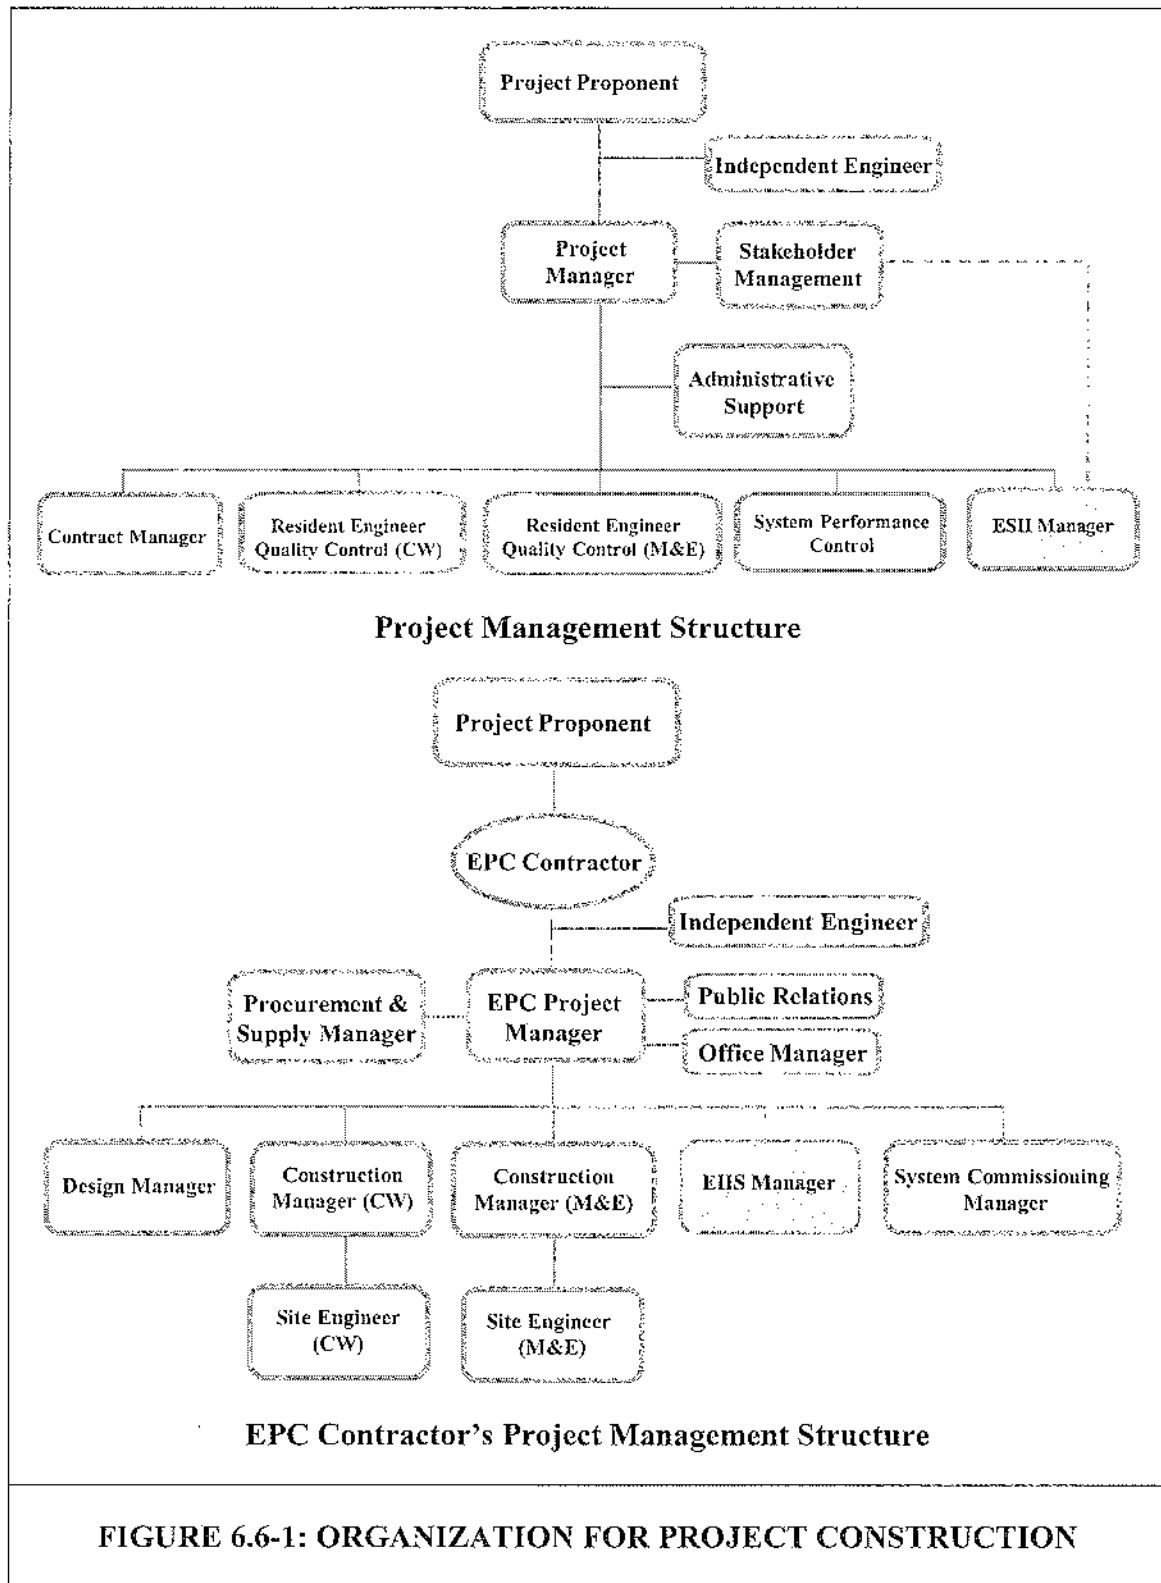 Project Proponent
Independent Engineer
Project
Manager
Stakeholder
Management
Administrative
Support
Contract Manager
Resident Engineer
Quality Control (CW)
Resident Engineer
Quality Control (M&E)
System Performance
Control
ESII Manager
Project Management Structure
Project Proponent
EPC Contractor
Independent Engineer
Procurement &
Supply Manager
EPC Project
Manager
Public Relations
Office Manager
Design Manager
Construction
Manager (CW)
Construction
Manager (M&E)
EIIS Manager
System Commissioning
Manager
Site Engineer
(CW)
Site Engineer
(M&E)
EPC Contractor's Project Management Structure
FIGURE 6.6-1: ORGANIZATION FOR PROJECT CONSTRUCTION